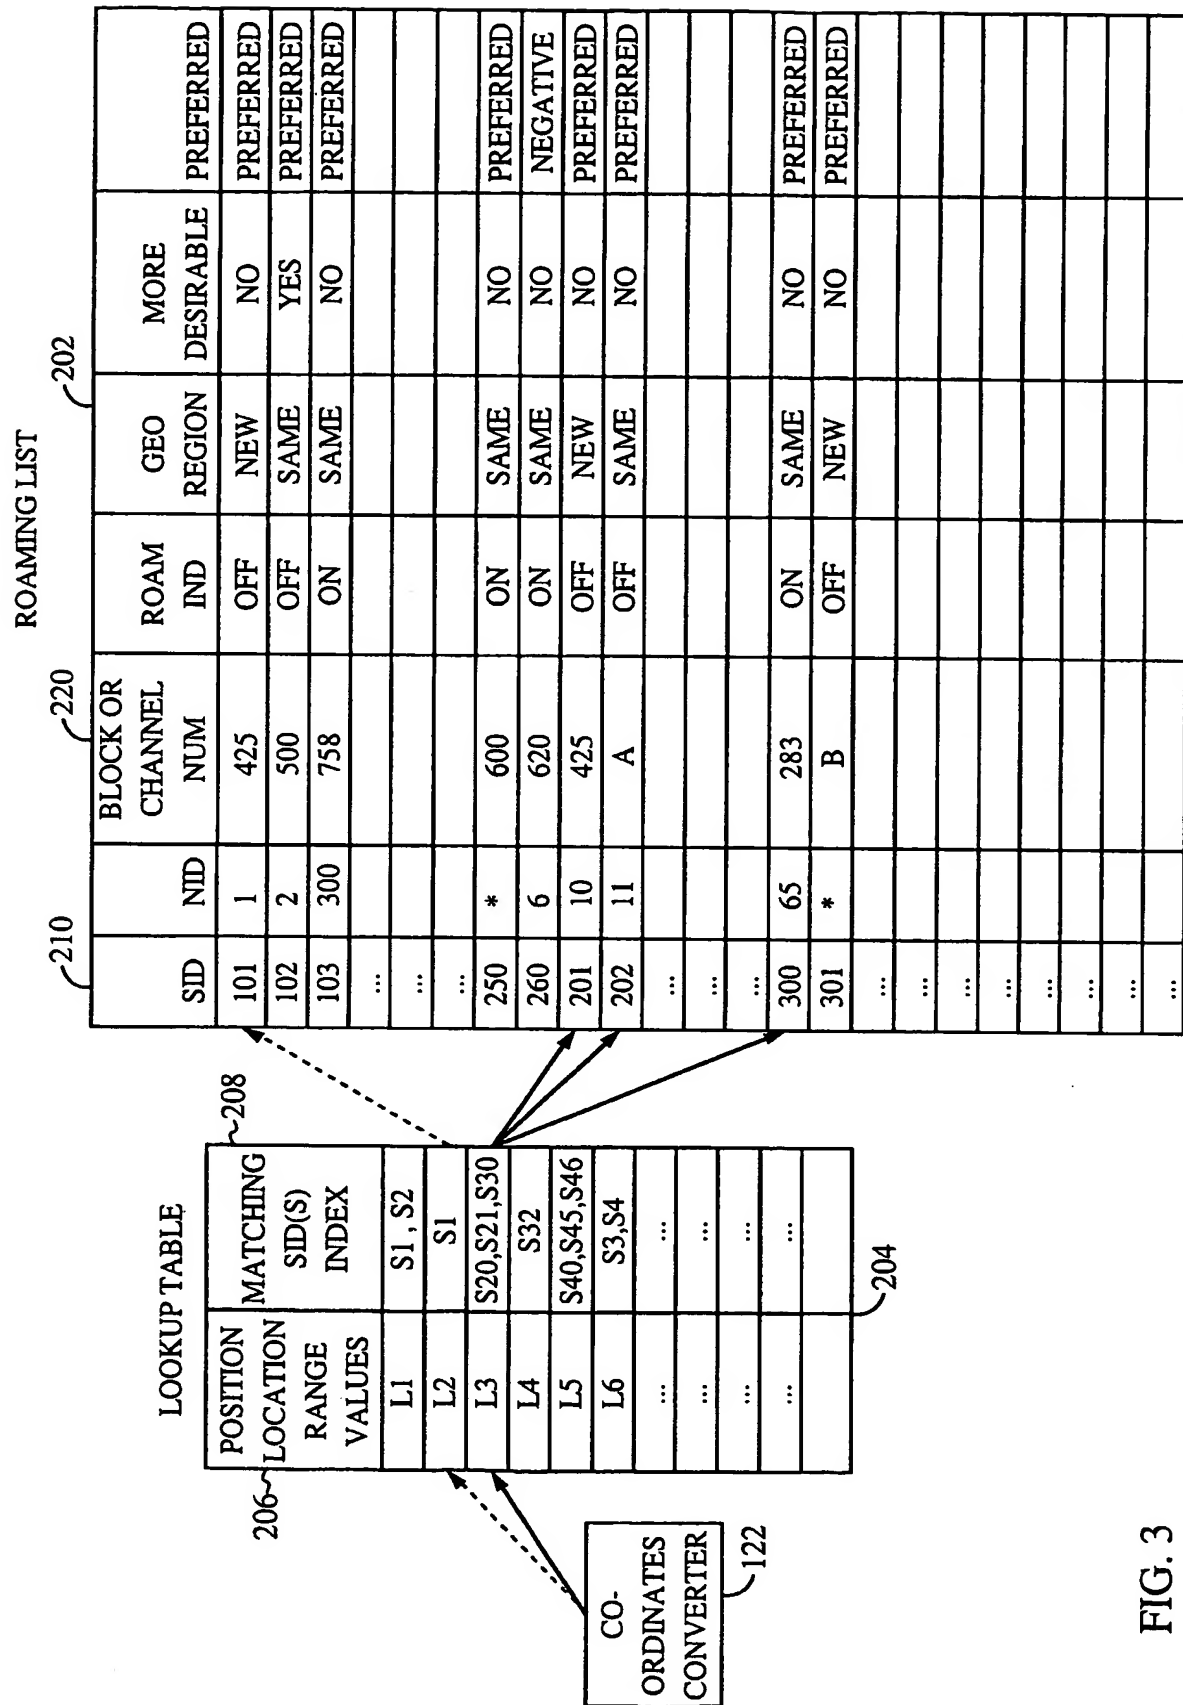 ROAMING LIST
210
220
202
SID NID BLOCK OR CHANNEL NUM ROAM IND GEO REGION MORE DESIRABLE PREFERRED
101 1 425 OFF NEW NO PREFERRED
102 2 500 OFF SAME YES PREFERRED
103 300 758 ON SAME NO PREFERRED
...
...
...
250 * 600 ON SAME NO PREFERRED
260 6 620 ON SAME NO NEGATIVE
201 10 425 OFF NEW NO PREFERRED
202 11 A OFF SAME NO PREFERRED
...
...
...
300 65 283 ON SAME NO PREFERRED
301 * B OFF NEW NO PREFERRED
...
...
...
...
...
...
...
...
LOOKUP TABLE
206
208
POSITION LOCATION RANGE VALUES MATCHING SID(S) INDEX
L1 S1 , S2
L2 S1
L3 S20,S21,S30
L4 S32
L5 S40,S45,S46
L6 S3,S4
... ...
... ...
... ...
... ...
204
CO-
ORDINATES
CONVERTER
122
FIG. 3